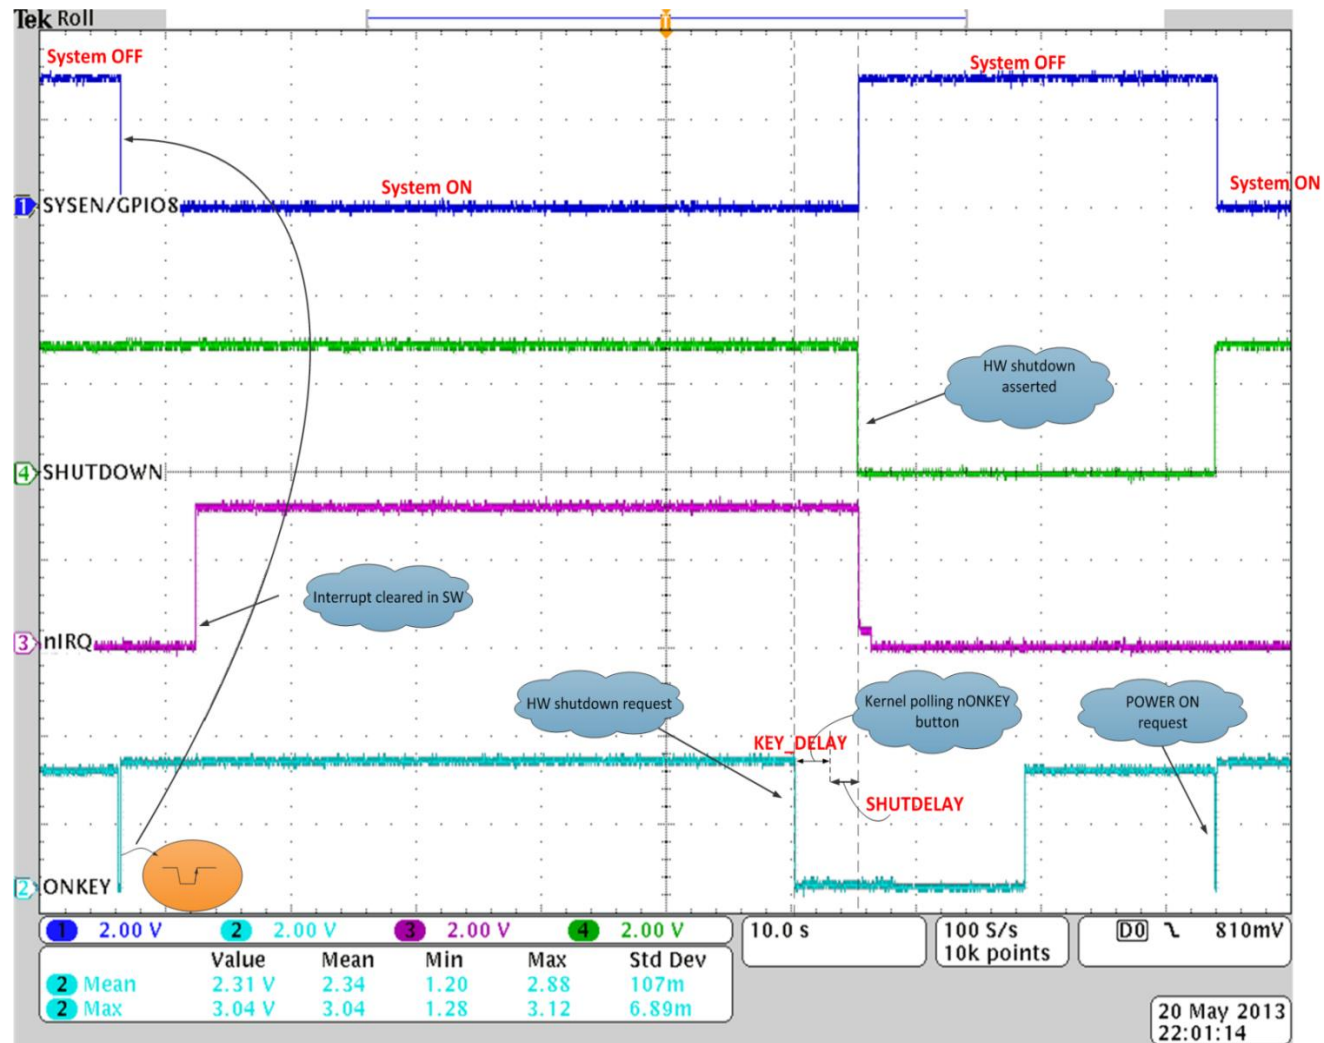 Tek Roll
T
System OFF
System OFF
System ON
System ON
1 SYSEN/GPIO8
HW shutdown
asserted
4 SHUTDOWN
Interrupt cleared in SW
3 nIRQ
HW shutdown request
Kernel polling nONKEY
button
POWER ON
request
KEY_DELAY
SHUTDELAY
2 ONKEY
1 2.00 V 2 2.00 V 3 2.00 V 4 2.00 V
10.0 s
100 S/s
10k points
D0 810mV
Value Mean Min Max Std Dev
2 Mean 2.31 V 2.34 1.20 2.88 107m
2 Max 3.04 V 3.04 1.28 3.12 6.89m
20 May 2013
22:01:14